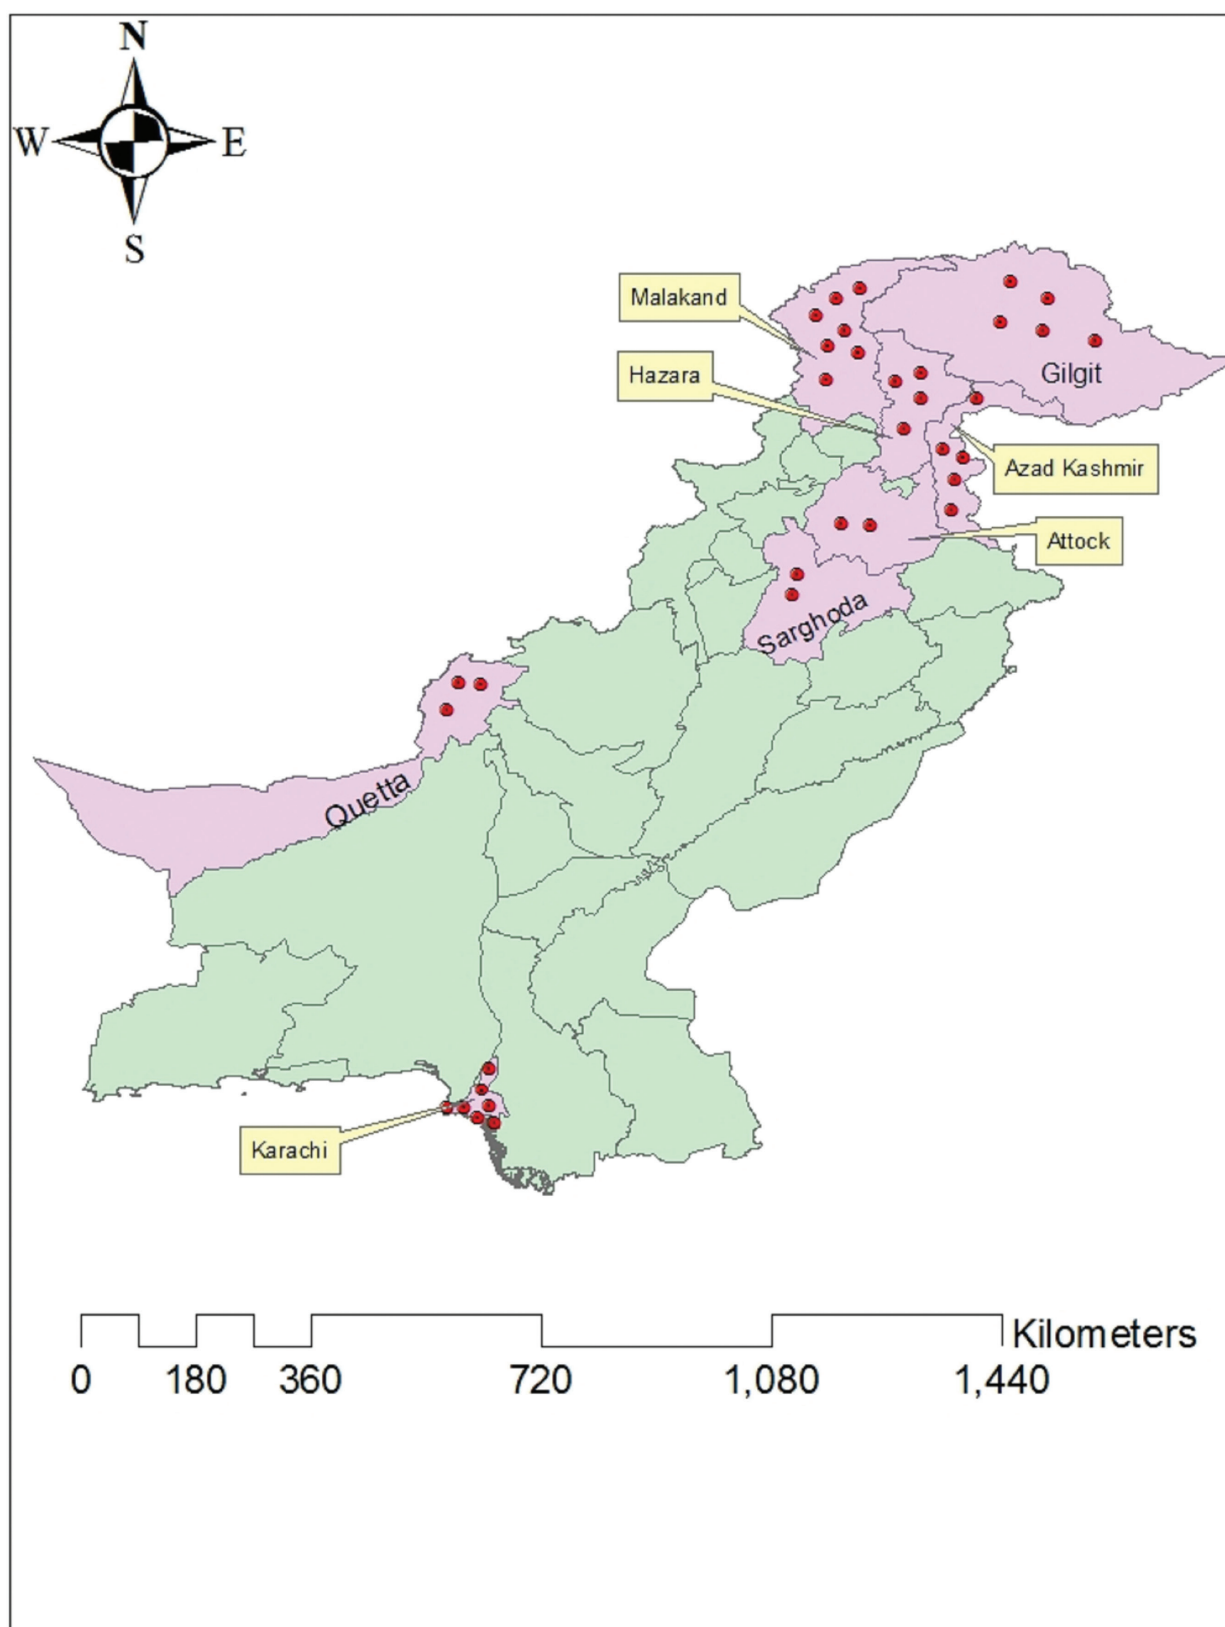 N
W E
S
Malakand
Hazara
Gilgit
Azad Kashmir
Attock
Sarghoda
Quetta
Karachi
Kilometers
0 180 360 720 1,080 1,440